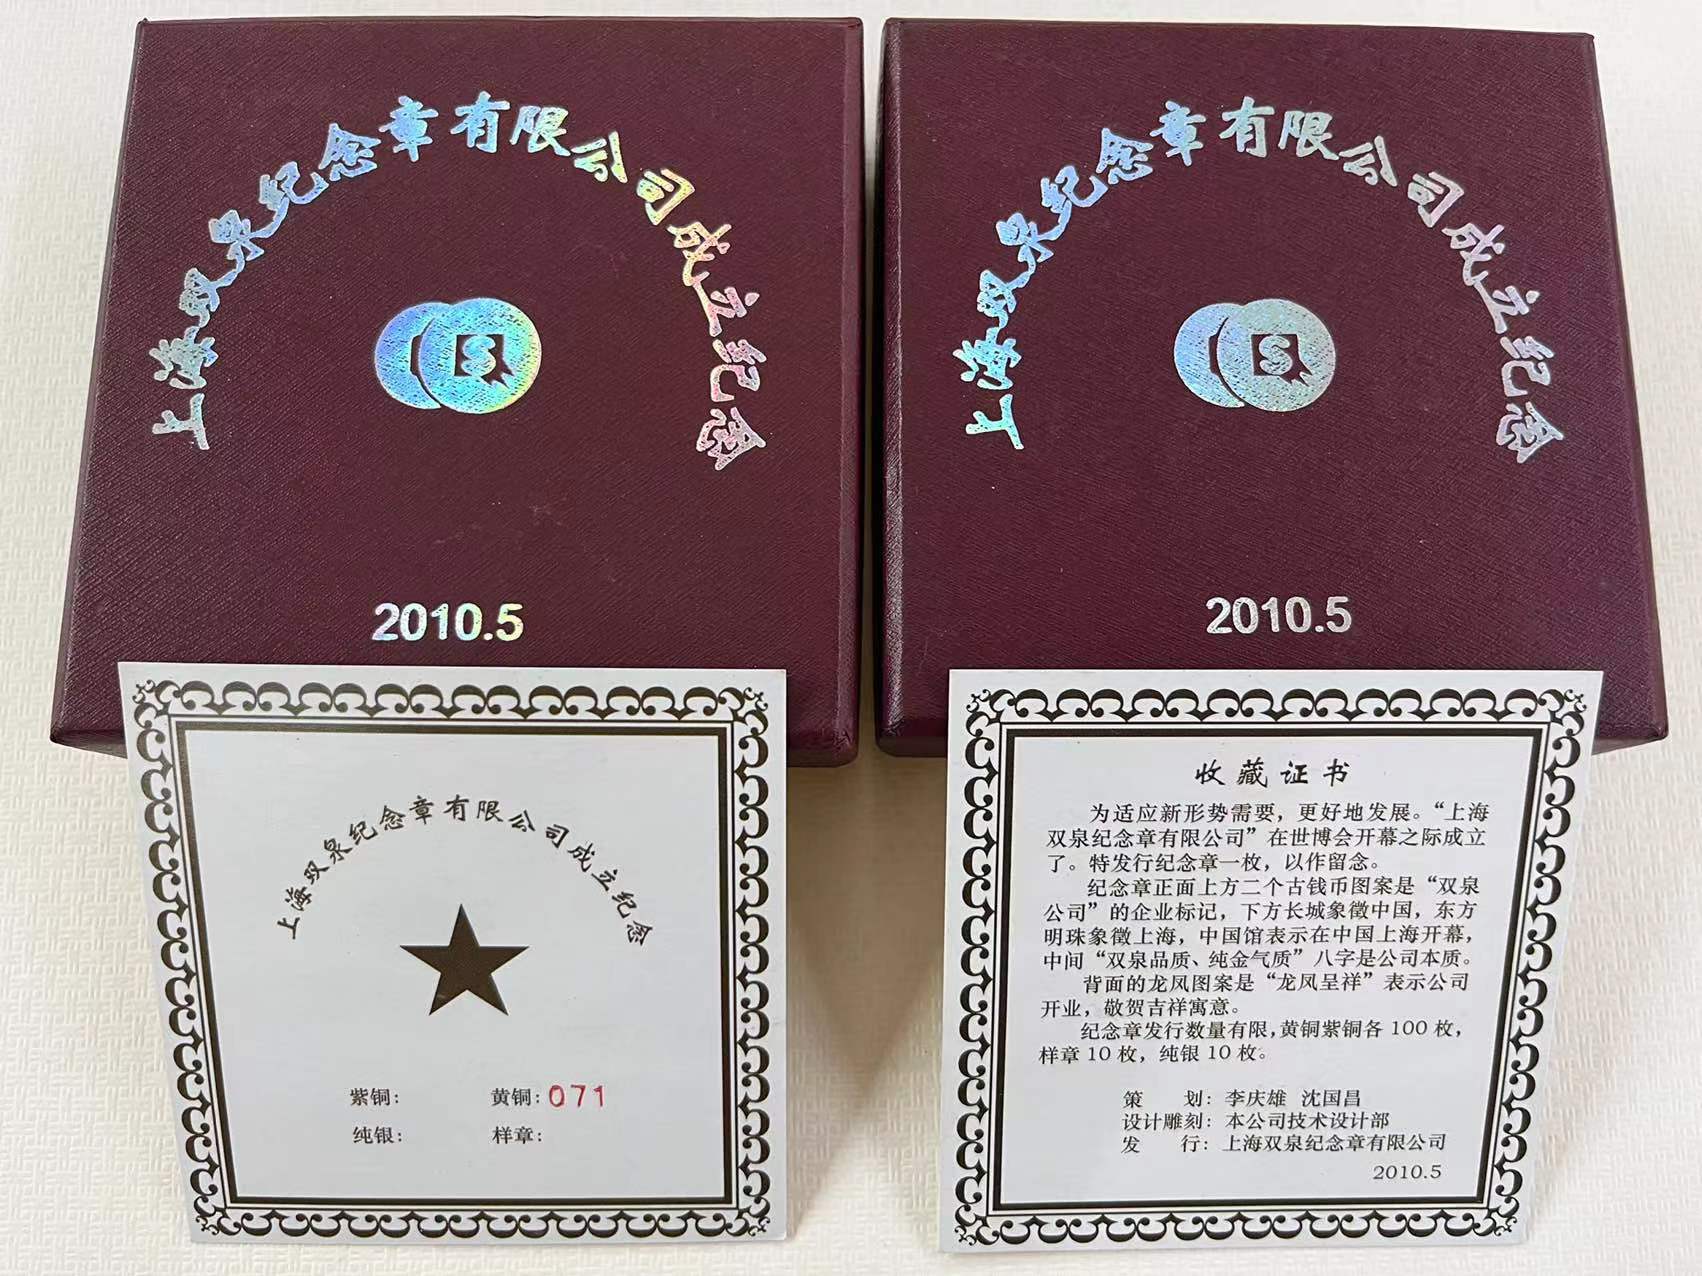 上海双泉纪念章有限公司成立纪念
S
2010.5
上海双泉纪念章有限公司成立纪念
S
2010.5
上海双泉纪念章有限公司成立纪念
紫铜: 黄铜: 071
纯银: 样章:
收藏证书
为适应新形势需要，更好地发展。“上海
双泉纪念章有限公司”在世博会开幕之际成立
了。特发行纪念章一枚，以作留念。
纪念章正面上方二个古钱币图案是“双泉
公司”的企业标记，下方长城象徵中国，东方
明珠象徵上海，中国馆表示在中国上海开幕，
中间“双泉品质、纯金气质”八字是公司本质。
背面的龙凤图案是“龙凤呈祥”表示公司
开业，敬贺吉祥寓意。
纪念章发行数量有限，黄铜紫铜各100枚，
样章10枚，纯银10枚。
策 划: 李庆雄 沈国昌
设计雕刻: 本公司技术设计部
发 行: 上海双泉纪念章有限公司
2010.5